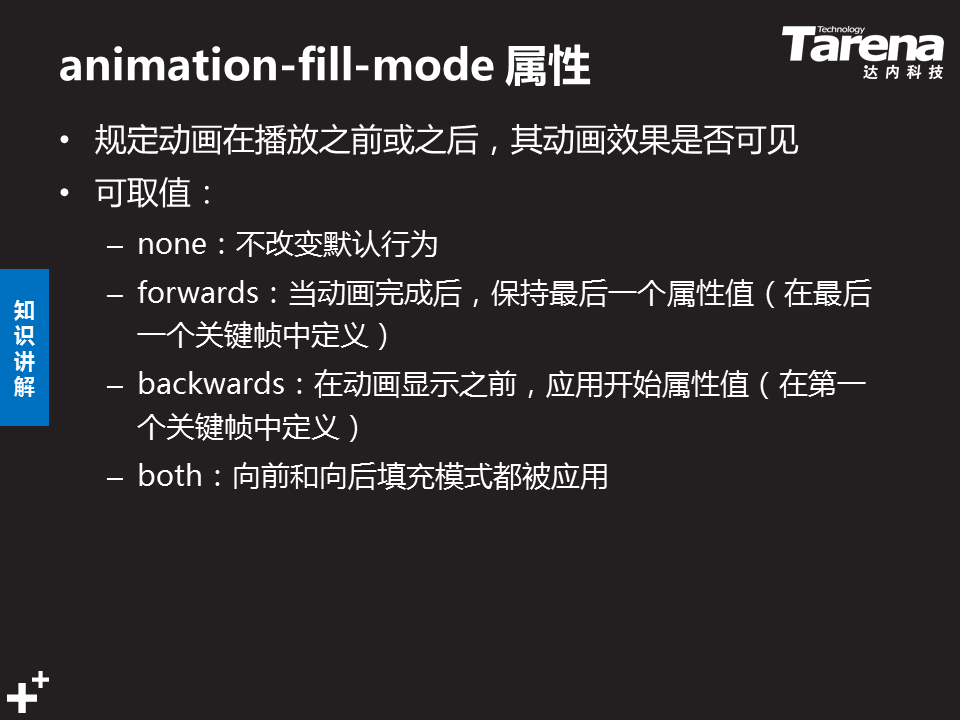 Technology
Tarena
达内科技
animation-fill-mode 属性
• 规定动画在播放之前或之后，其动画效果是否可见
• 可取值：
– none：不改变默认行为
– forwards：当动画完成后，保持最后一个属性值（在最后
一个关键帧中定义）
– backwards：在动画显示之前，应用开始属性值（在第一
个关键帧中定义）
– both：向前和向后填充模式都被应用
知
识
讲
解